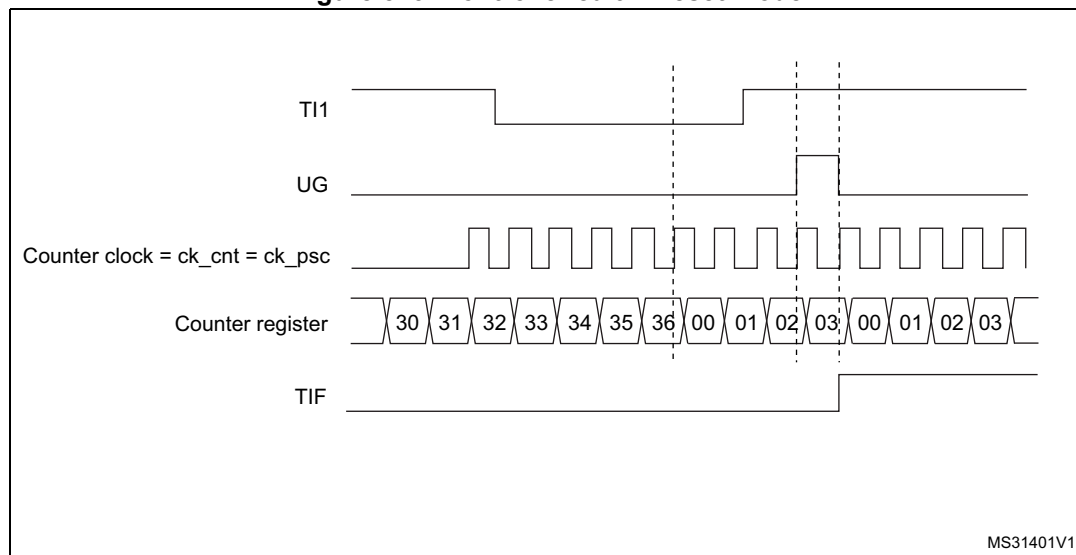 TI1
UG
Counter clock = ck_cnt = ck_psc
Counter register 30 31 32 33 34 35 36 00 01 02 03 00 01 02 03
TIF
MS31401V1